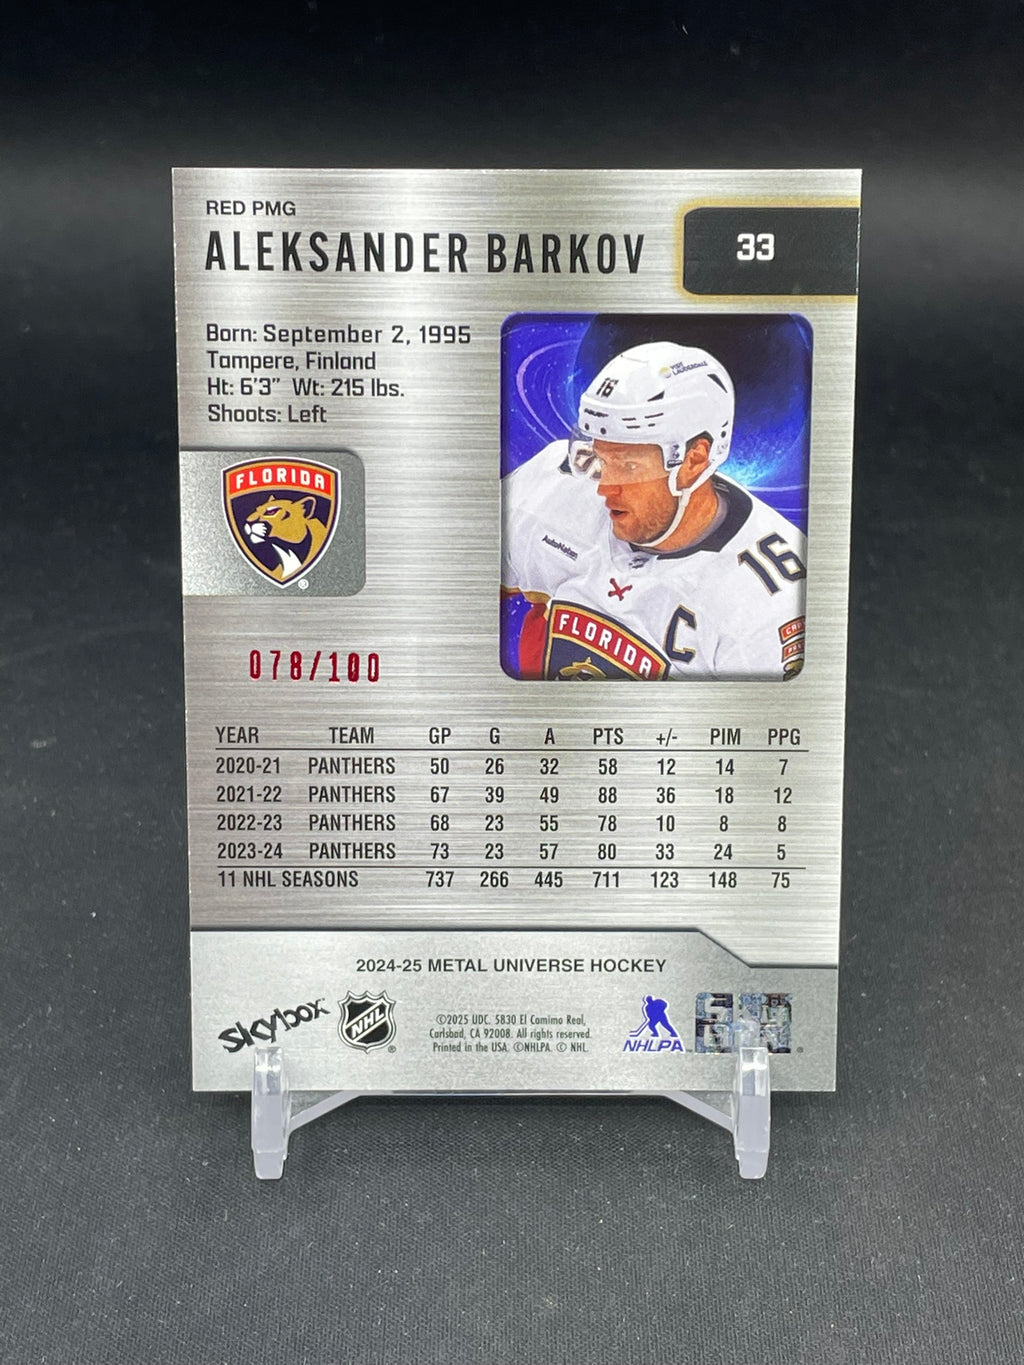 RED PMG
ALEKSANDER BARKOV
33
Born: September 2, 1995
Tampere, Finland
Ht: 6'3" Wt: 215 lbs.
Shoots: Left
FLORIDA
®
16
VISIT LAUDERDALE
AutoNation
16
C
FLORIDA
078/100
YEAR TEAM GP G A PTS +/- PIM PPG
2020-21 PANTHERS 50 26 32 58 12 14 7
2021-22 PANTHERS 67 39 49 88 36 18 12
2022-23 PANTHERS 68 23 55 78 10 8 8
2023-24 PANTHERS 73 23 57 80 33 24 5
11 NHL SEASONS 737 266 445 711 123 148 75
2024-25 METAL UNIVERSE HOCKEY
skybox
NHL
®
©2025 UDC. 5830 El Camino Real,
Carlsbad, CA 92008. All rights reserved.
Printed in the USA. ©NHLPA. © NHL.
NHLPA